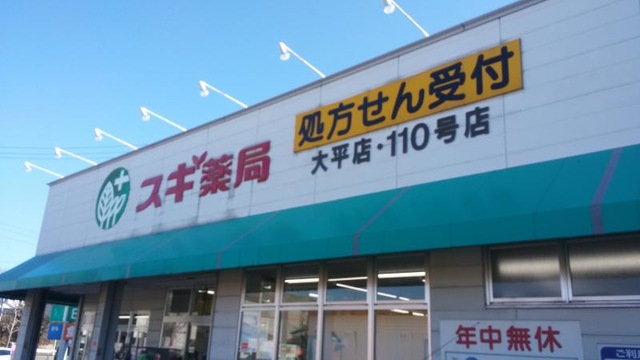 処方せん受付
スギ薬局
大平店・110号店
年中無休